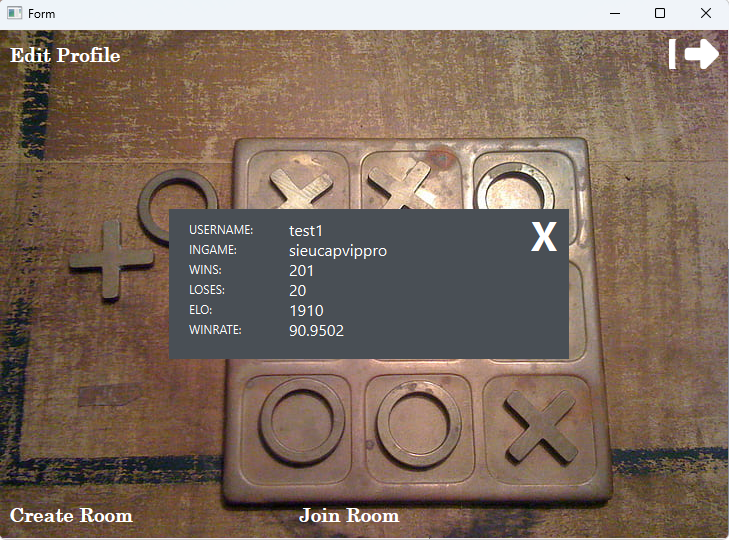 Form
Edit Profile
X
USERNAME: test1
INGAME: sieucapvippro
WINS: 201
LOSES: 20
ELO: 1910
WINRATE: 90.9502
Create Room
Join Room